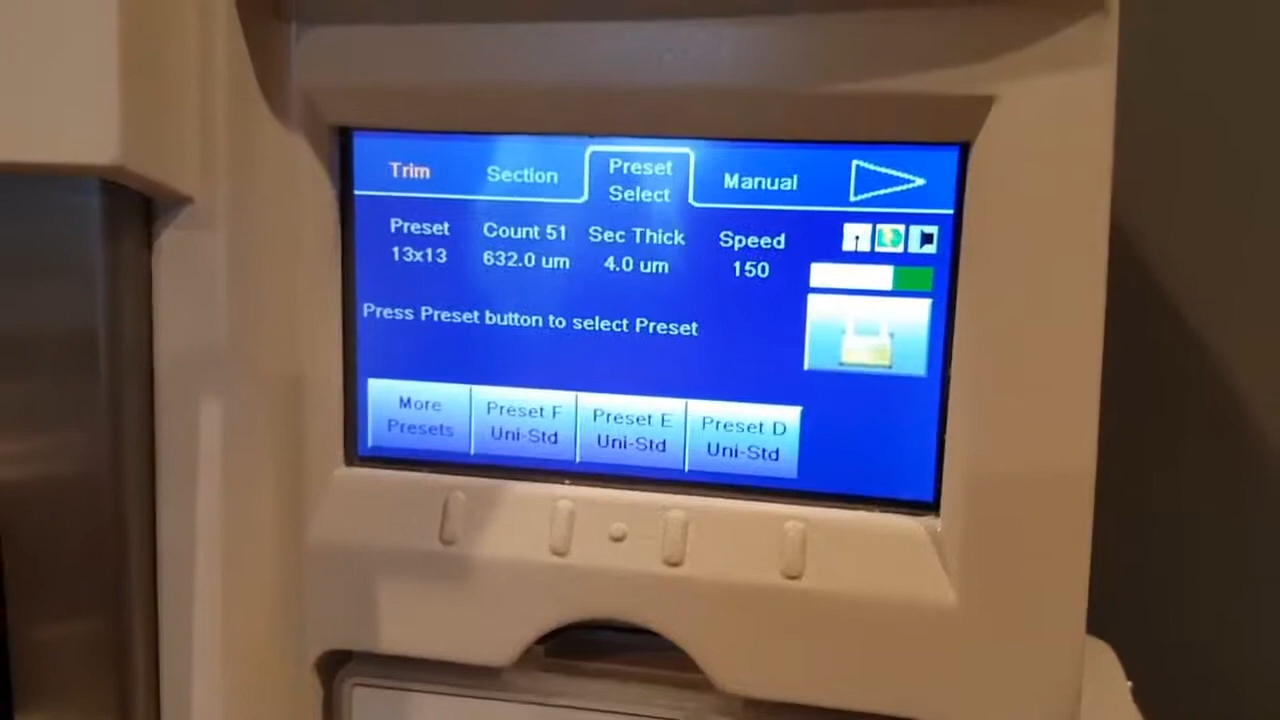 Trim
Section
Preset
Select
Manual
Preset
13x13
Count 51
632.0 um
Sec Thick
4.0 um
Speed
150
Press Preset button to select Preset
More
Presets
Preset F
Uni-Std
Preset E
Uni-Std
Preset D
Uni-Std